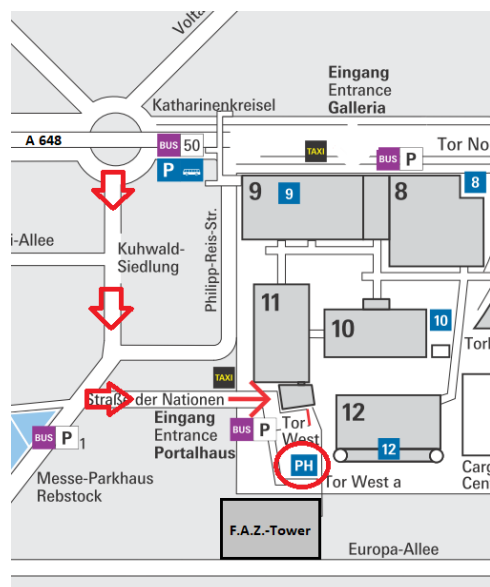 Volta
Katharinenkreisel
Eingang
Entrance
Galleria
A 648
BUS 50
P
TAXI
BUS P
Tor No
9
9
8
8
i-Allee
Kuhwald-
Siedlung
Philipp-Reis-Str.
11
10
10
Torl
TAXI
Straße der Nationen
Eingang
Entrance
Portalhaus
BUS P
Tor
West
12
12
BUS P 1
Messe-Parkhaus
Rebstock
PH
Tor West a
Carg
Cen
F.A.Z.-Tower
Europa-Allee